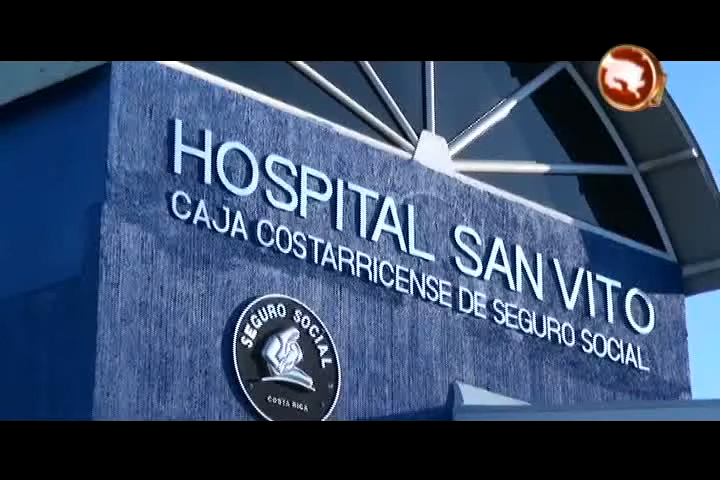 HOSPITAL SAN VITO
CAJA COSTARRICENSE DE SEGURO SOCIAL
SEGURO SOCIAL
COSTA RICA